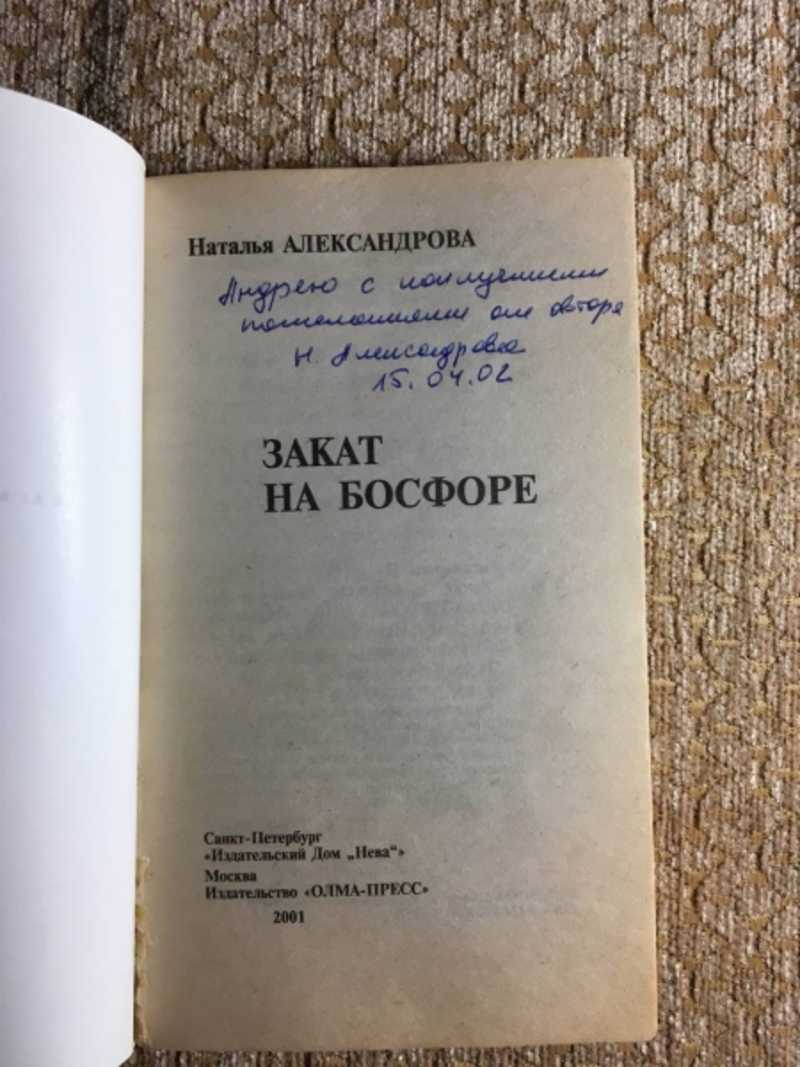 Наталья АЛЕКСАНДРОВА
Андрею с наилучшими
пожеланиями от автора
Н. Александрова
15.04.02
ЗАКАТ
НА БОСФОРЕ
Санкт-Петербург
«Издательский Дом „Нева“»
Москва
Издательство «ОЛМА-ПРЕСС»
2001